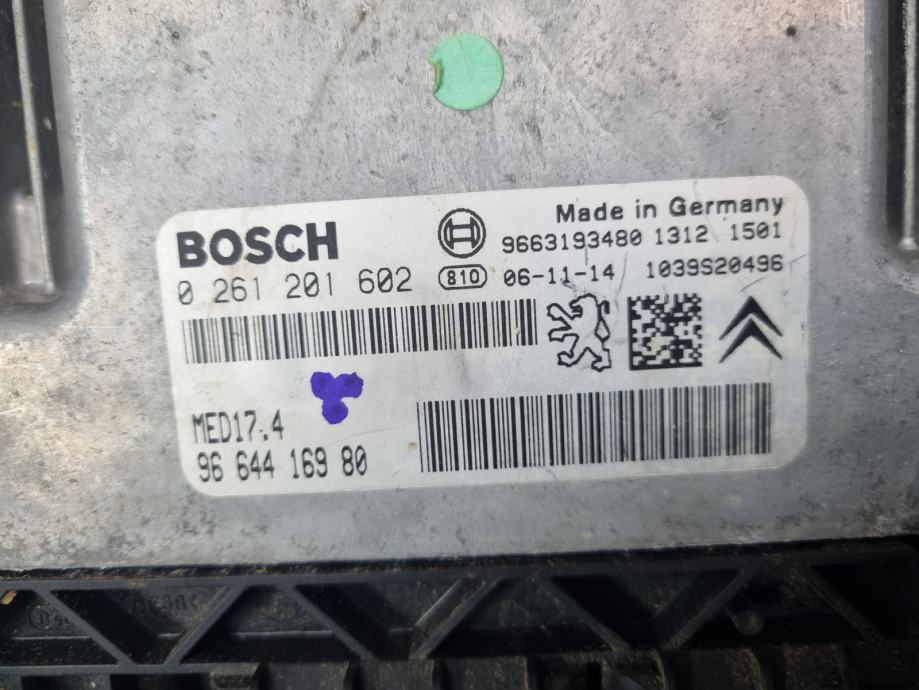 Made in Germany
BOSCH
9663193480 1312 1501
0 261 201 602
810
06-11-14
1039S20496
MED17.4
96 644 169 80